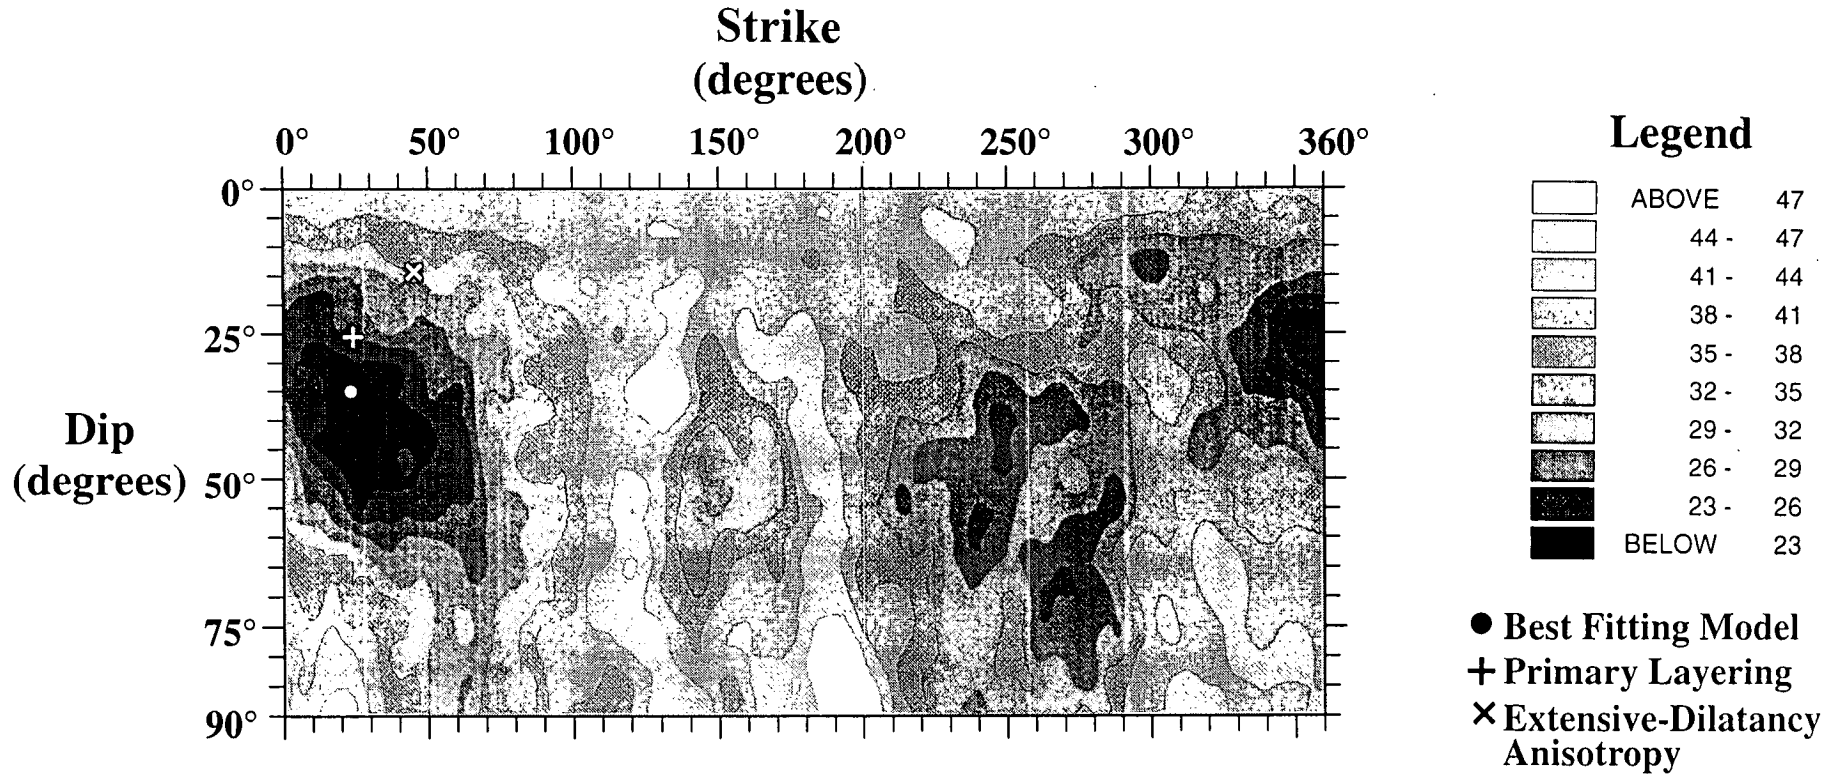 Strike
(degrees)
0° 50° 100° 150° 200° 250° 300° 360°
0°
25°
50°
75°
90°
Dip
(degrees)
Legend
ABOVE 47
44 - 47
41 - 44
38 - 41
35 - 38
32 - 35
29 - 32
26 - 29
23 - 26
BELOW 23
Best Fitting Model
Primary Layering
Extensive-Dilatancy
Anisotropy